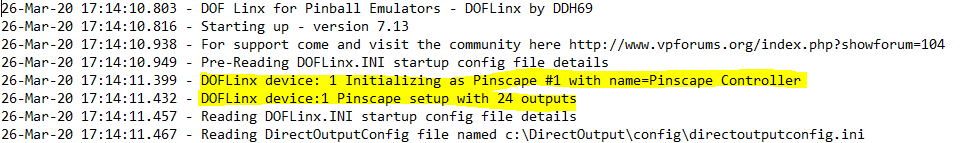 26-Mar-20 17:14:10.803 - DOF Linx for Pinball Emulators - DOFLinx by DDH69
26-Mar-20 17:14:10.816 - Starting up - version 7.13
26-Mar-20 17:14:10.938 - For support come and visit the community here http://www.vpforums.org/index.php?showforum=104
26-Mar-20 17:14:10.949 - Pre-Reading DOFLinx.INI startup config file details
26-Mar-20 17:14:11.399 - DOFLinx device: 1 Initializing as Pinscape #1 with name=Pinscape Controller
26-Mar-20 17:14:11.432 - DOFLinx device:1 Pinscape setup with 24 outputs
26-Mar-20 17:14:11.457 - Reading DOFLinx.INI startup config file details
26-Mar-20 17:14:11.467 - Reading DirectOutputConfig file named c:\DirectOutput\config\directoutputconfig.ini